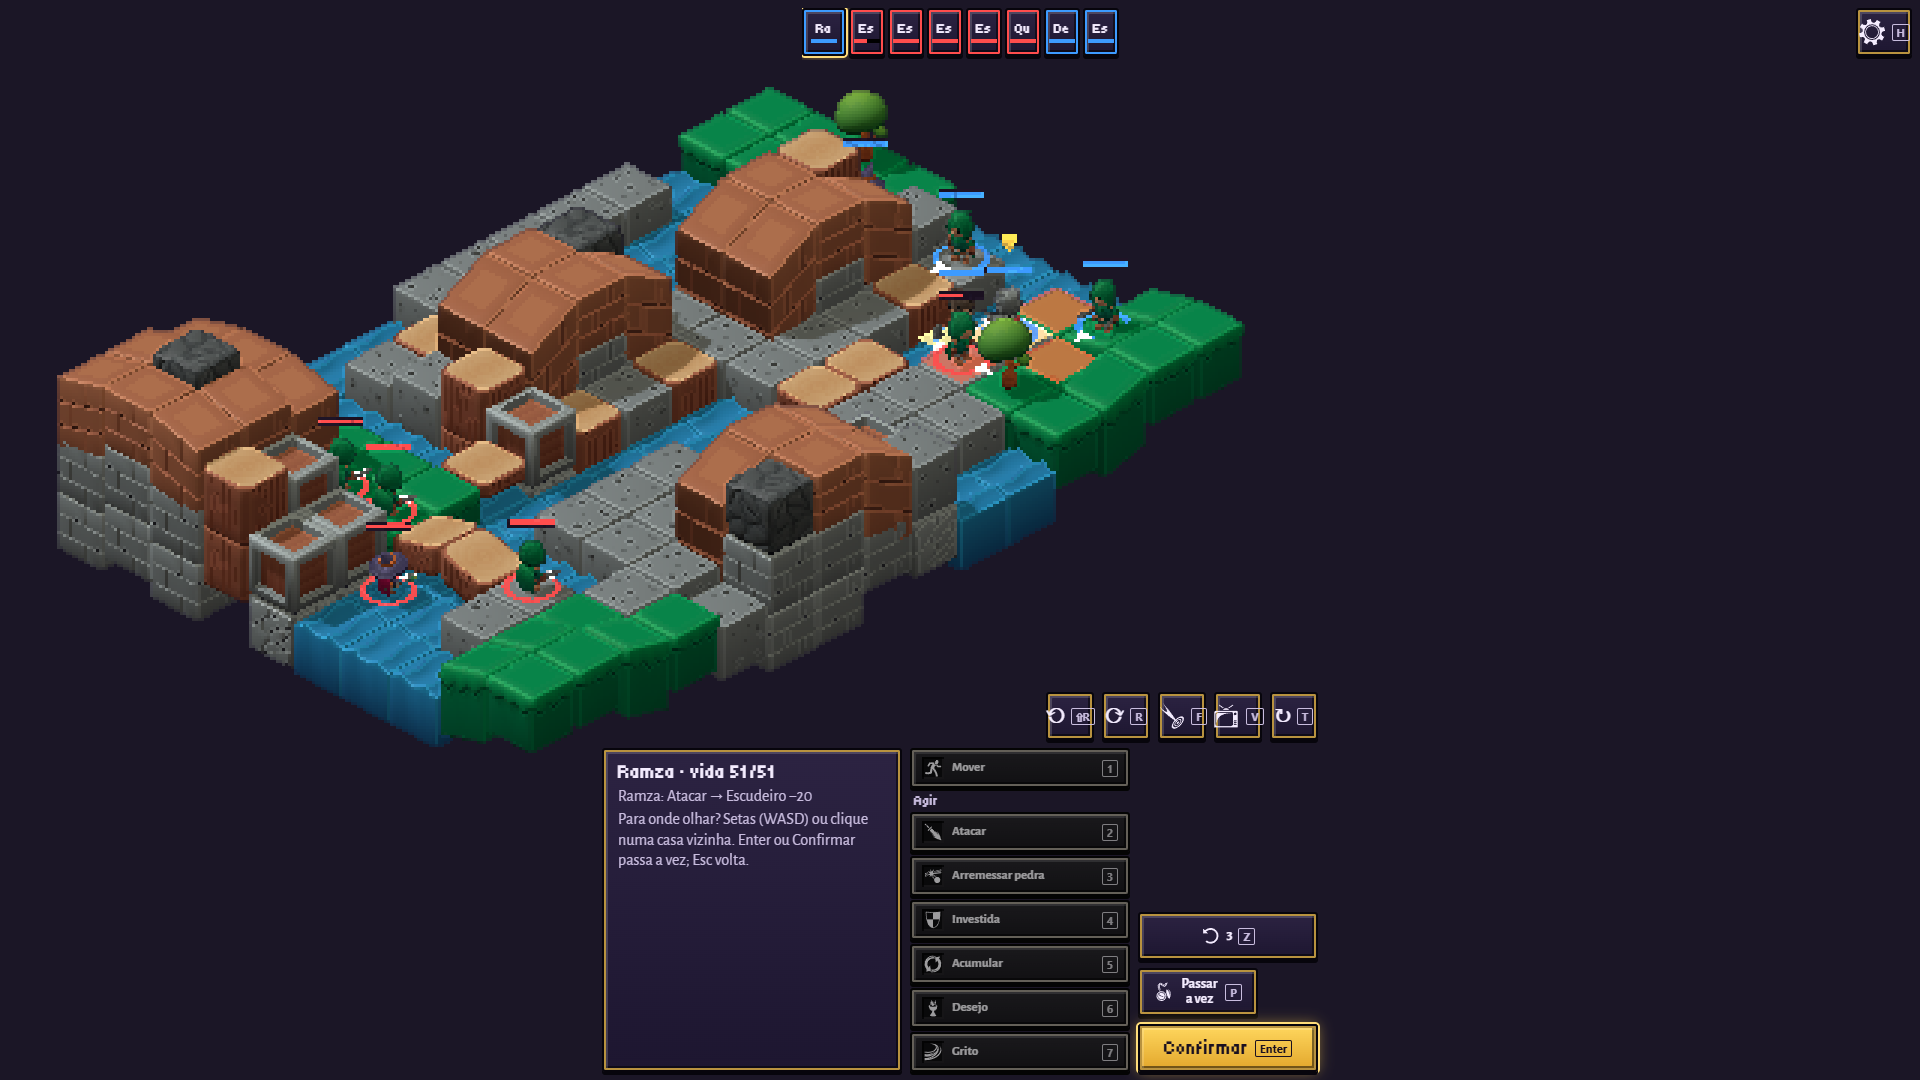 Ra Es Es Es Es Qu De Es
H
⇧R R F V T
Ramza · vida 51/51
Ramza: Atacar → Escudeiro −20
Para onde olhar? Setas (WASD) ou clique
numa casa vizinha. Enter ou Confirmar
passa a vez; Esc volta.
Mover 1
Agir
Atacar 2
Arremessar pedra 3
Investida 4
Acumular 5
Desejo 6
Grito 7
3 Z
Passar
a vez P
Confirmar Enter